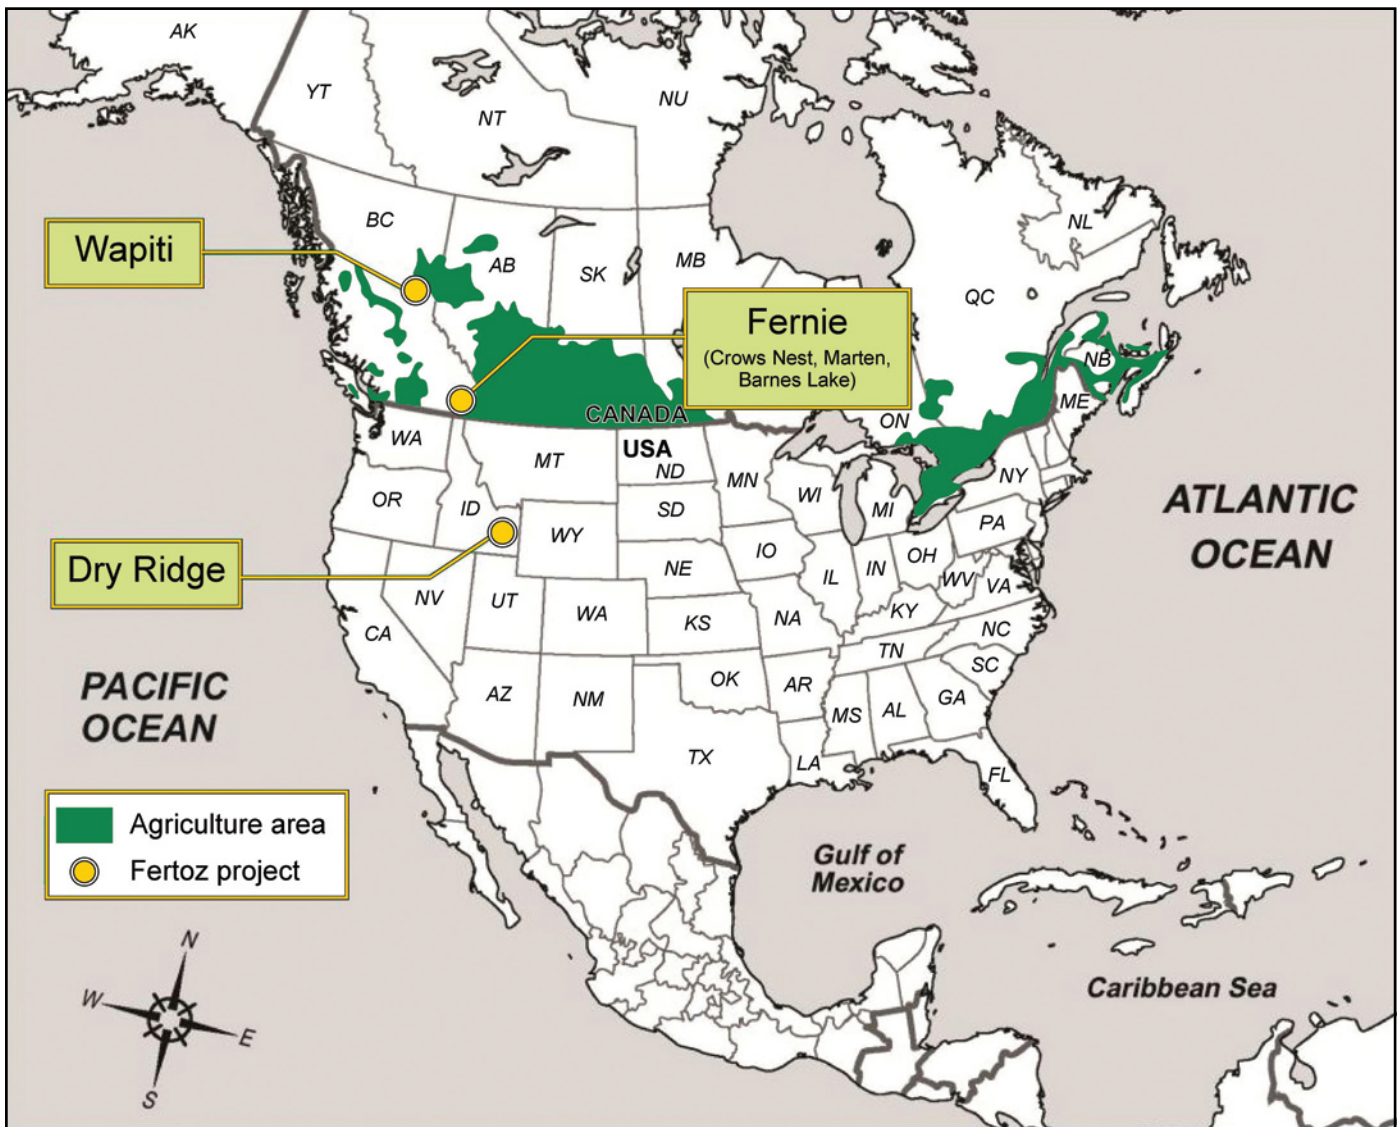 AK
YT
NT
NU
BC
AB
SK
MB
QC
NL
Wapiti
Fernie
(Crows Nest, Marten,
Barnes Lake)
NB
ME
ON
CANADA
USA
WA
MT
ND
MN
OR
ID
WY
SD
WI
MI
NY
PA
ATLANTIC
OCEAN
Dry Ridge
NV
UT
WA
NE
IO
IL
IN
OH
WV
VA
KY
KS
NA
CA
TN
NC
SC
AZ
NM
OK
AR
MS
AL
GA
PACIFIC
OCEAN
TX
LA
FL
Agriculture area
Fertoz project
Gulf of
Mexico
Caribbean Sea
N
W
E
S